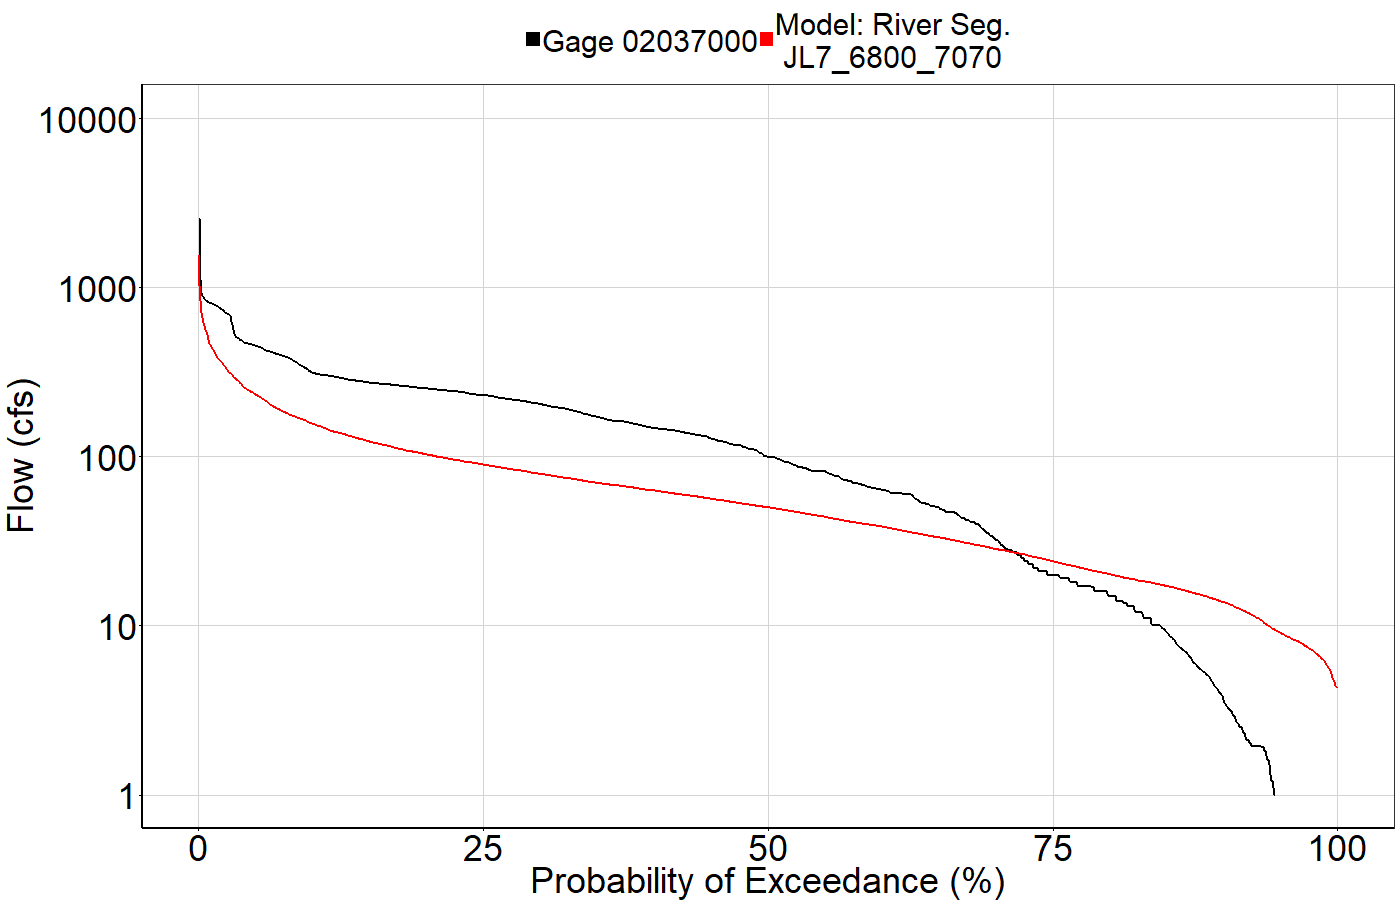 Gage 02037000
Model: River Seg.
JL7_6800_7070
Flow (cfs)
10000
1000
100
10
1
0 25 50 75 100
Probability of Exceedance (%)